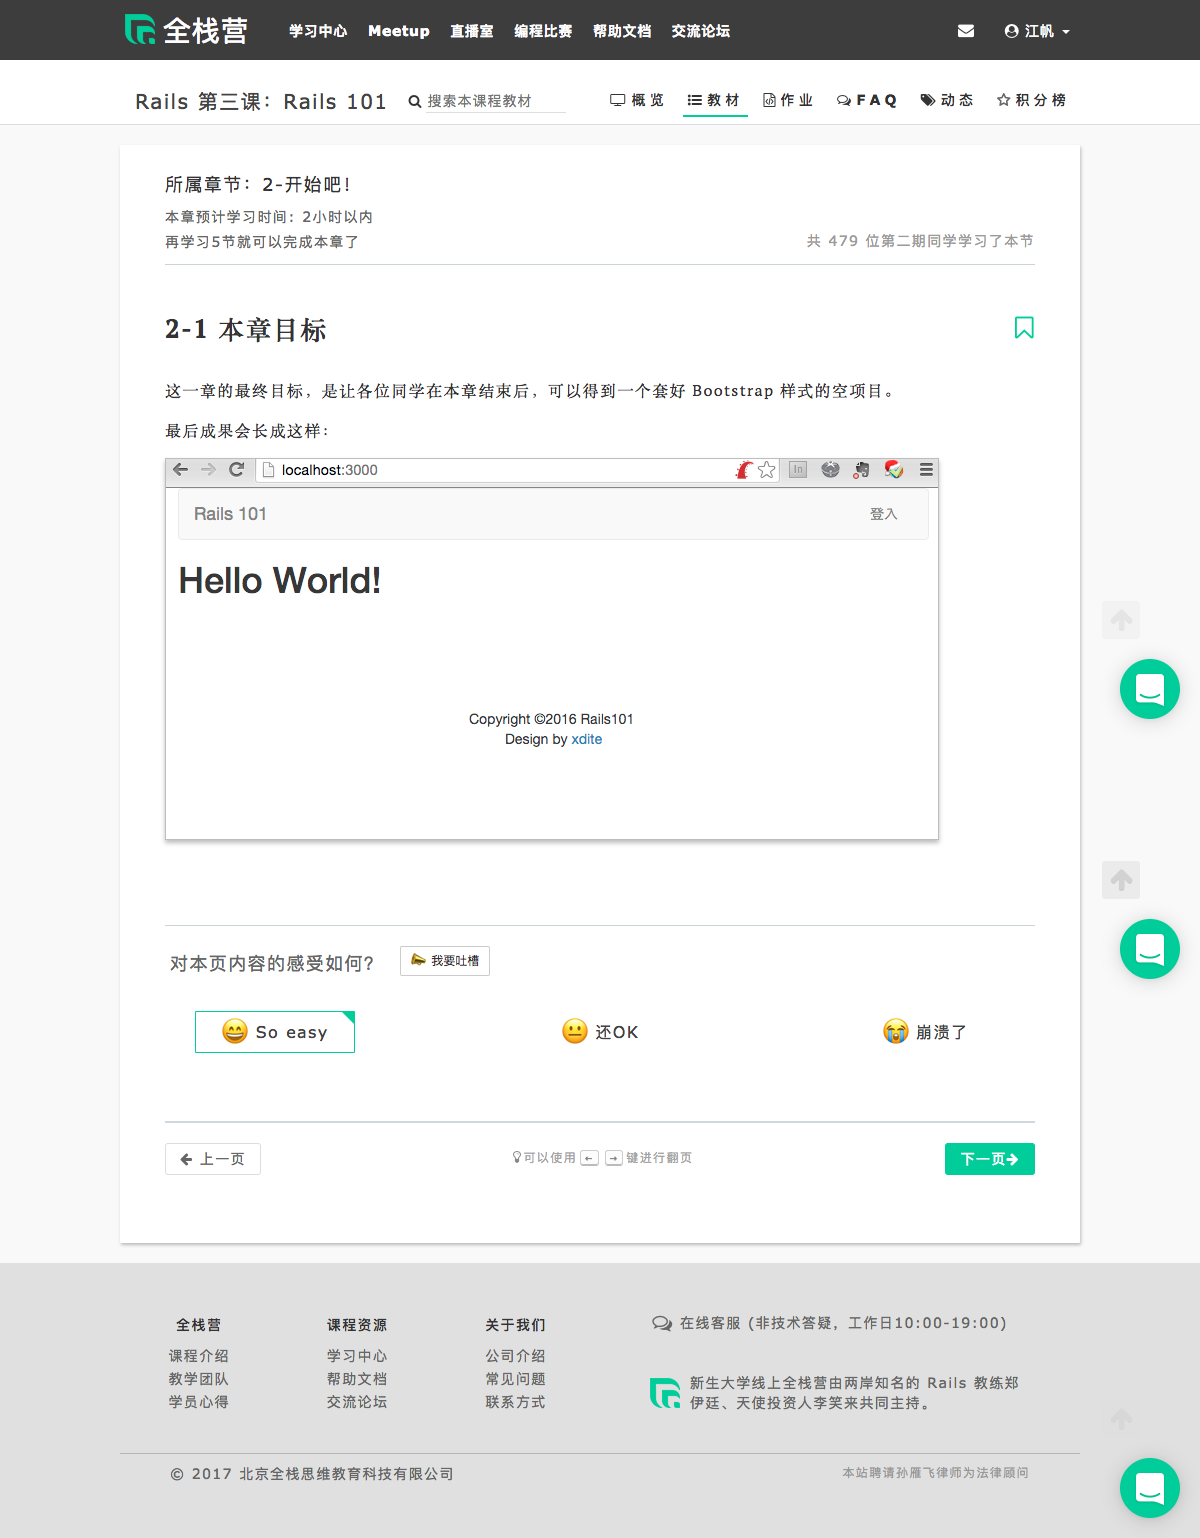 全栈营
学习中心 Meetup 直播室 编程比赛 帮助文档 交流论坛 江帆
Rails 第三课：Rails 101 搜索本课程教材 概览 教材 作业 FAQ 动态 积分榜
所属章节：2-开始吧！
本章预计学习时间：2小时以内
再学习5节就可以完成本章了
共 479 位第二期同学学习了本节
2-1 本章目标
这一章的最终目标，是让各位同学在本章结束后，可以得到一个套好 Bootstrap 样式的空项目。
最后成果会长成这样：
localhost:3000
In
Rails 101 登入
Hello World!
Copyright ©2016 Rails101
Design by xdite
对本页内容的感受如何？ 我要吐槽
So easy 还OK 崩溃了
上一页 可以使用 ← → 键进行翻页 下一页
全栈营 课程资源 关于我们
课程介绍 学习中心 公司介绍
教学团队 帮助文档 常见问题
学员心得 交流论坛 联系方式
在线客服 (非技术答疑，工作日10:00-19:00)
新生大学线上全栈营由两岸知名的 Rails 教练郑
伊廷、天使投资人李笑来共同主持。
© 2017 北京全栈思维教育科技有限公司
本站聘请孙雁飞律师为法律顾问